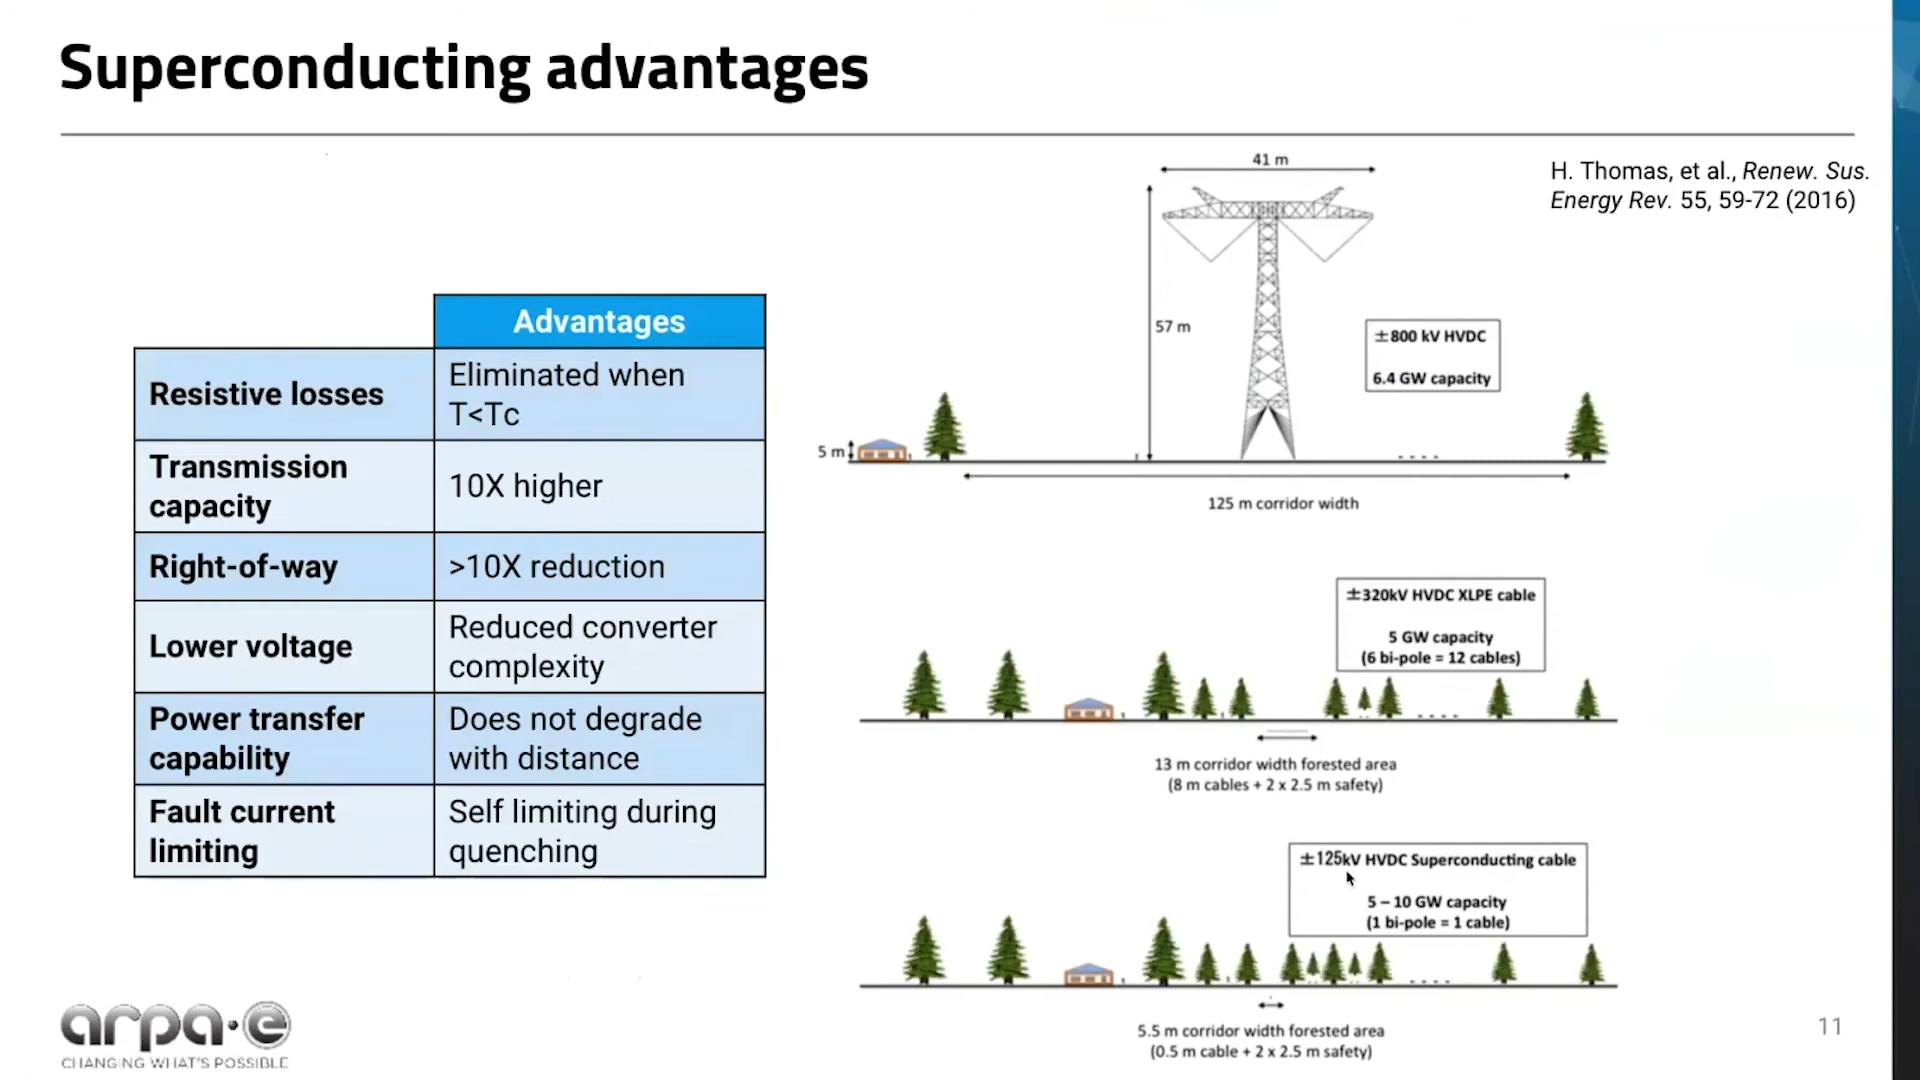 Superconducting advantages
H. Thomas, et al., Renew. Sus.
Energy Rev. 55, 59-72 (2016)
Advantages
Resistive losses
Eliminated when
T<Tc
Transmission
capacity
10X higher
Right-of-way
>10X reduction
Lower voltage
Reduced converter
complexity
Power transfer
capability
Does not degrade
with distance
Fault current
limiting
Self limiting during
quenching
41 m
57 m
±800 kV HVDC
6.4 GW capacity
5 m
125 m corridor width
±320kV HVDC XLPE cable
5 GW capacity
(6 bi-pole = 12 cables)
13 m corridor width forested area
(8 m cables + 2 x 2.5 m safety)
±125kV HVDC Superconducting cable
5 – 10 GW capacity
(1 bi-pole = 1 cable)
5.5 m corridor width forested area
(0.5 m cable + 2 x 2.5 m safety)
arpa·e
CHANGING WHAT'S POSSIBLE
11